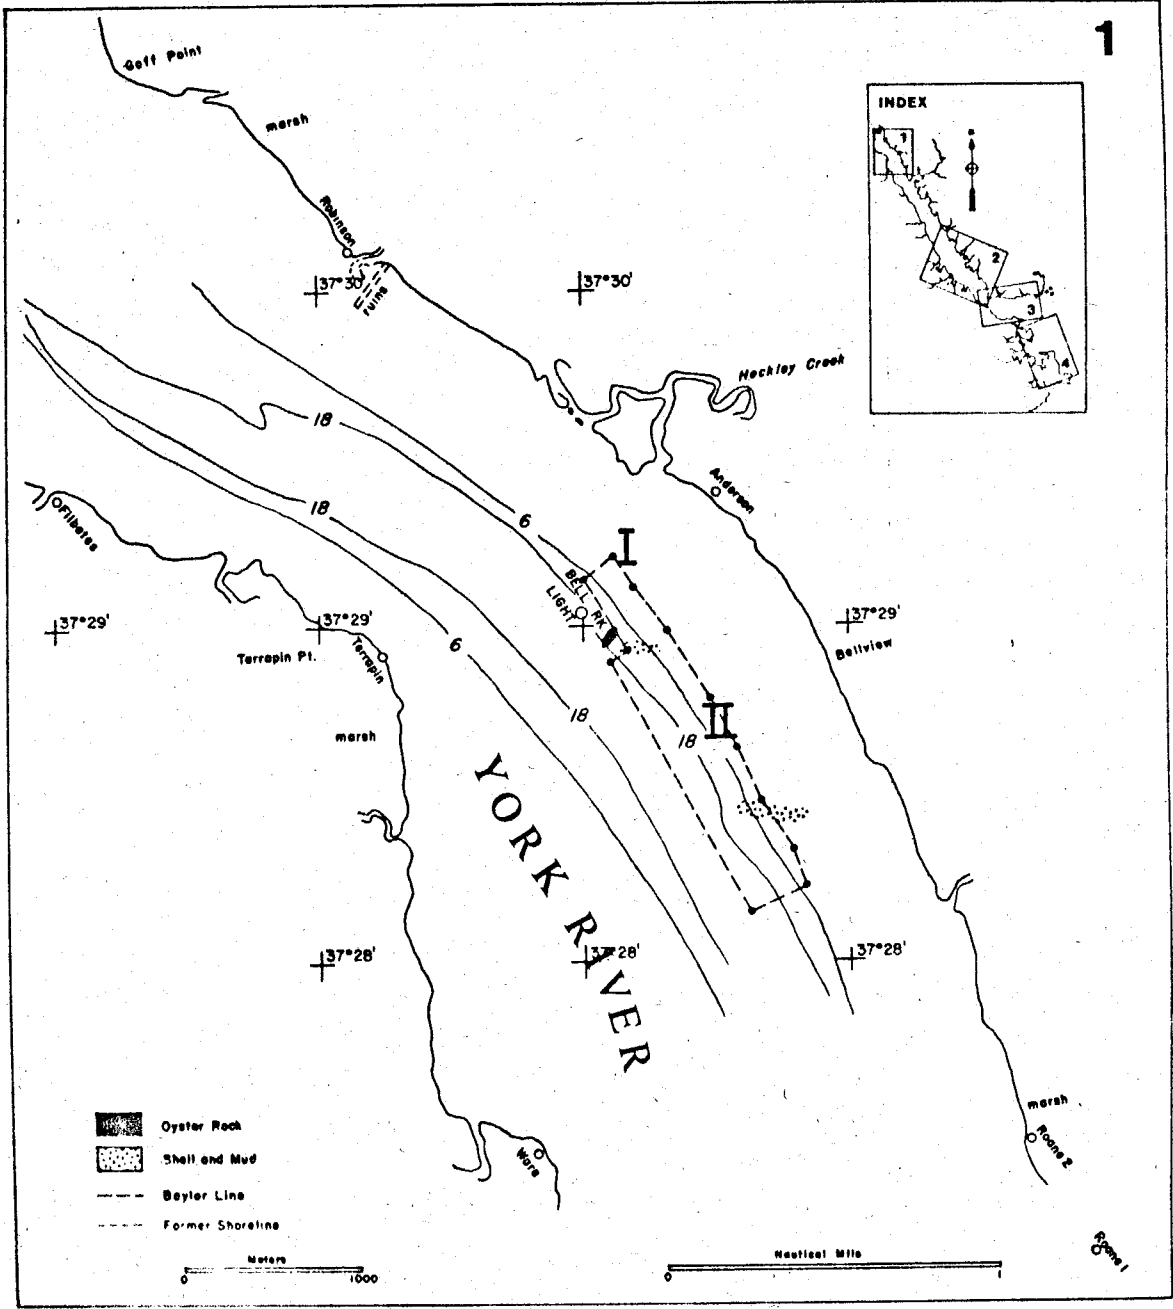 1
Goff Point
marsh
INDEX
1
2
3
4
Robinson
ruins
37°30'
37°30'
Hockley Creek
18
18
6
Anderson
Filbates
I
BELL RK
LIGHT
37°29'
37°29'
37°29'
Terrapin Pt.
Terrapin
6
Bellview
II
18
18
marsh
YORK RIVER
37°28'
37°28'
37°28'
marsh
Roane 2
Ware
Roane 1
Oyster Rock
Shell and Mud
Baylor Line
Former Shoreline
Meters
0 1000
Nautical Mile
0 1